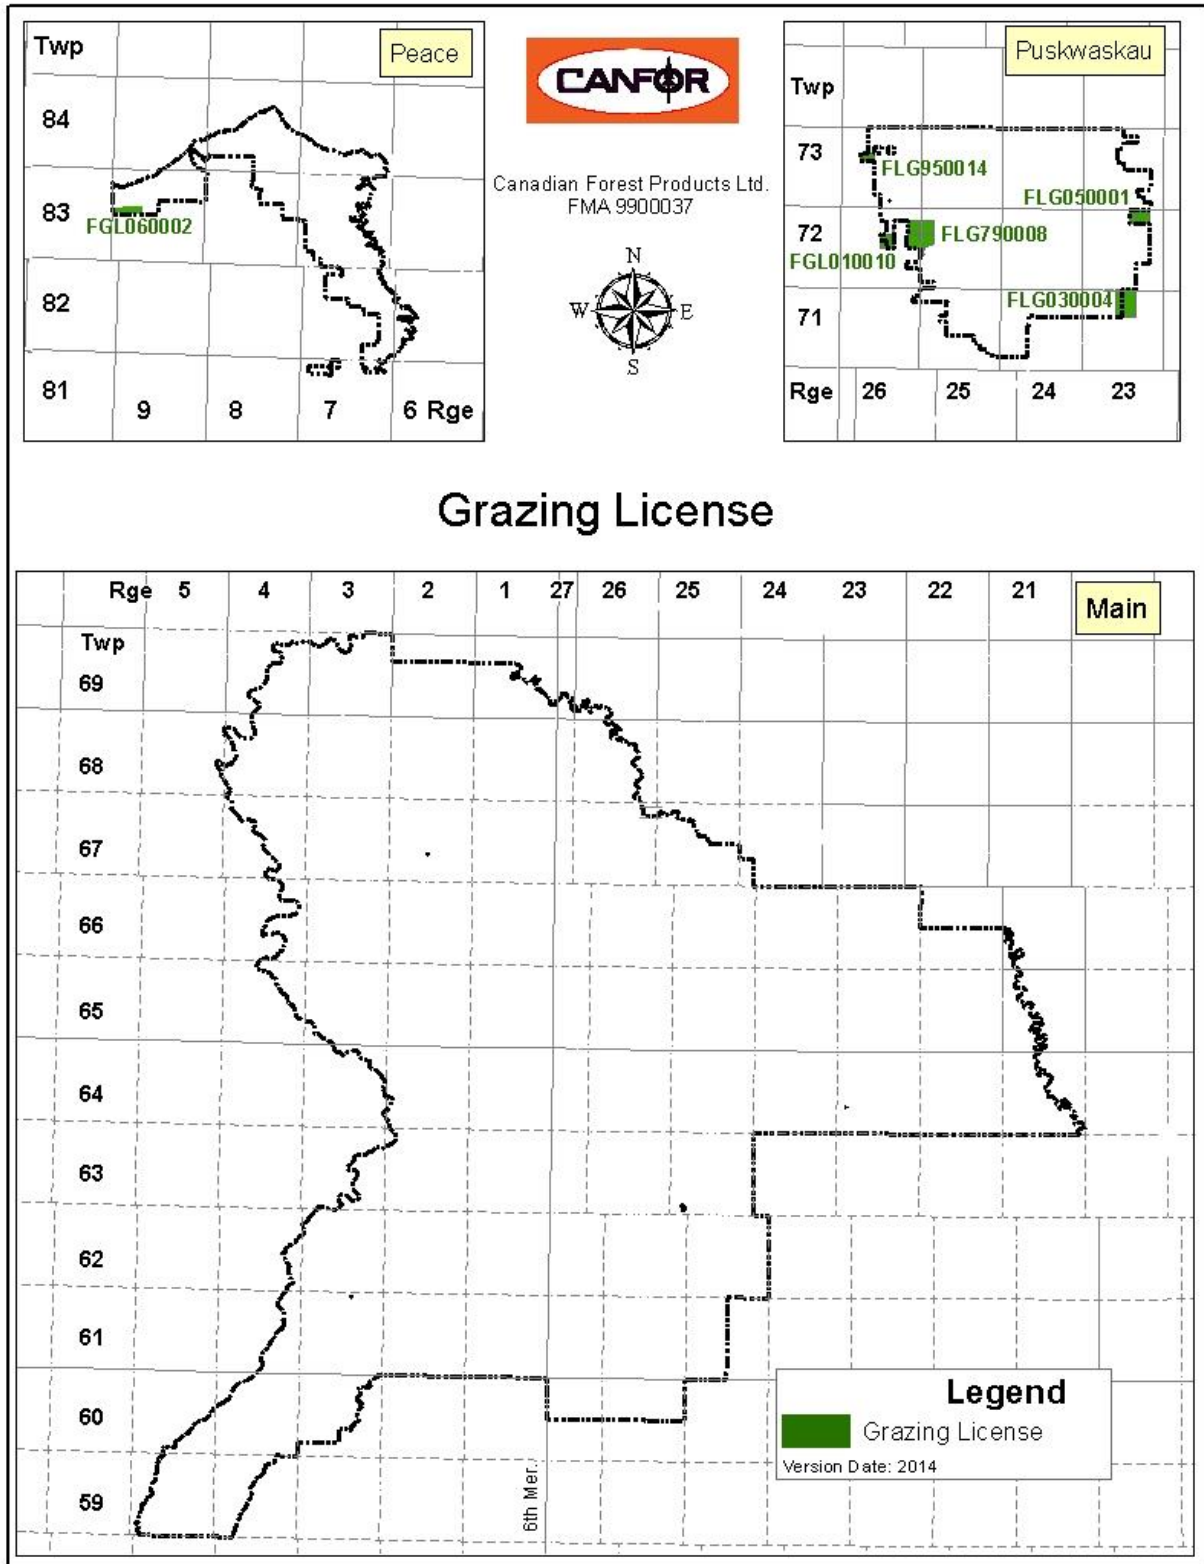 Twp
Peace
84
83
FGL060002
82
81
9 8 7 6 Rge
CANFOR
Canadian Forest Products Ltd.
FMA 9900037
N
W E
S
Puskwaskau
Twp
73
FLG950014
FLG050001
72
FLG790008
FGL010010
FLG030004
71
Rge 26 25 24 23
Grazing License
Rge 5 4 3 2 1 27 26 25 24 23 22 21
Main
Twp
69
68
67
66
65
64
63
62
61
60
59
6th Mer.
Legend
Grazing License
Version Date: 2014